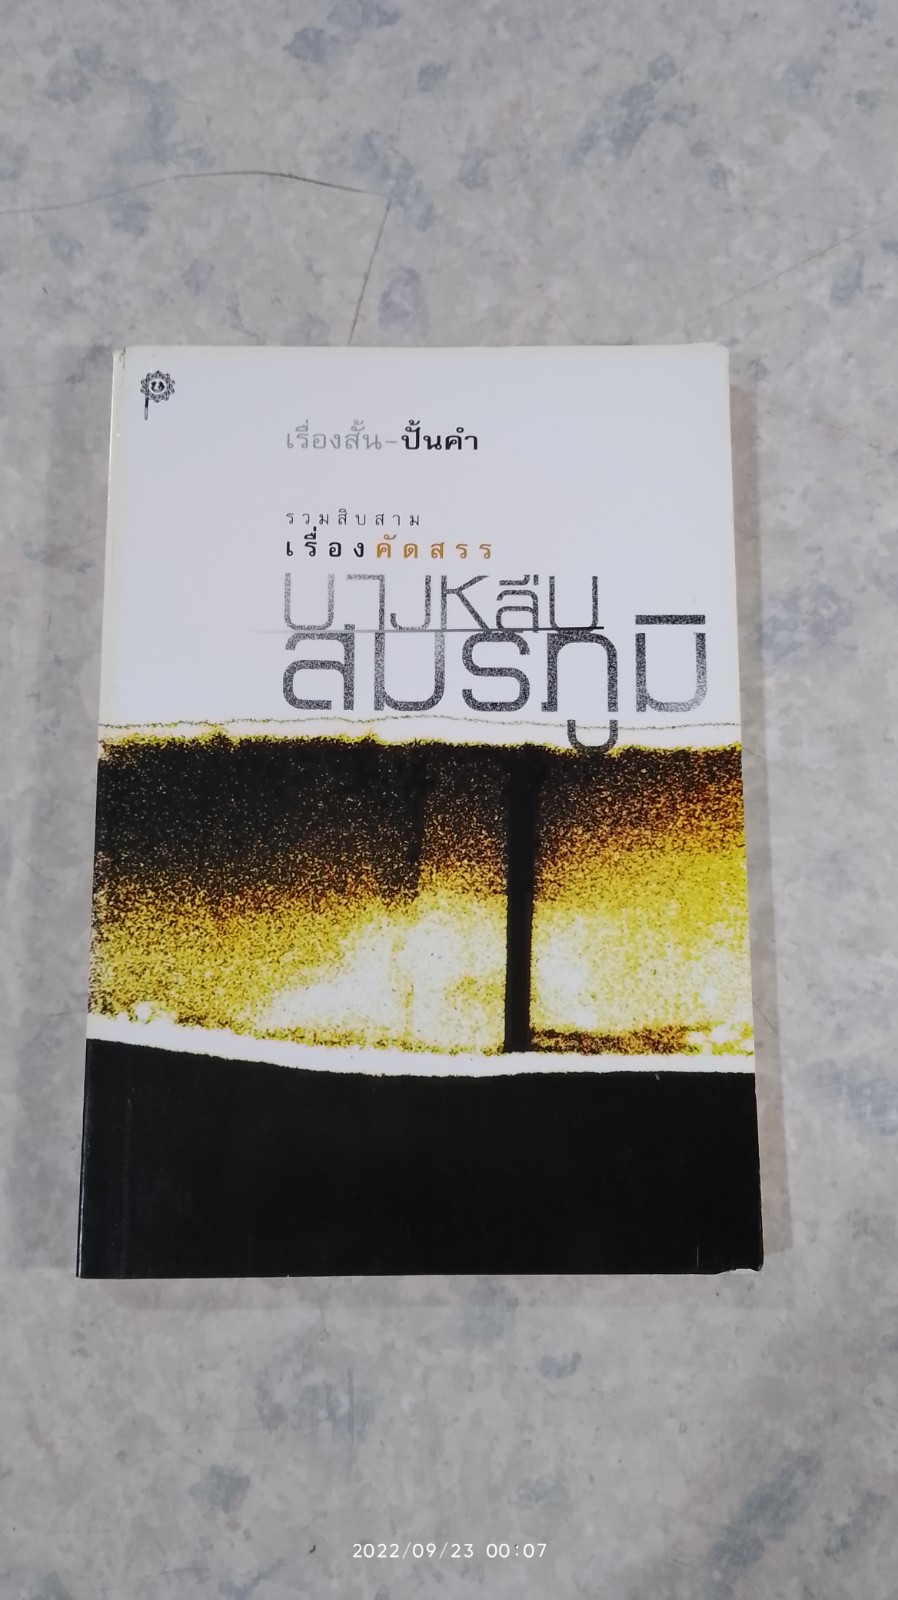 เรื่องสั้น-ปั้นคำ
รวมสิบสาม
เรื่องคัดสรร
บางหลืบ
สมรภูมิ
2022/09/23 00:07